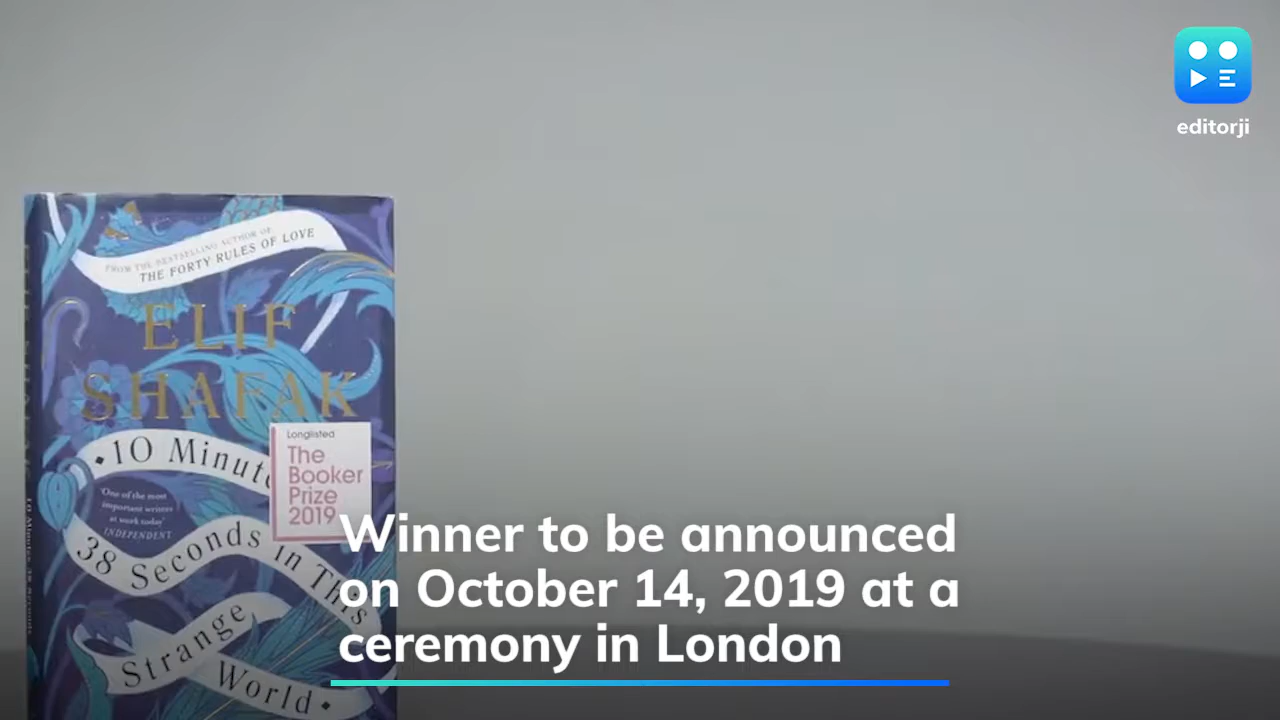 editorji
FROM THE BESTSELLING AUTHOR OF
THE FORTY RULES OF LOVE
ELIF
SHAFAK
10 Minute
Longlisted
The
Booker
Prize
2019
'One of the most
important writers
at work today'
INDEPENDENT
38 Seconds in This
Strange
World
Winner to be announced
on October 14, 2019 at a
ceremony in London